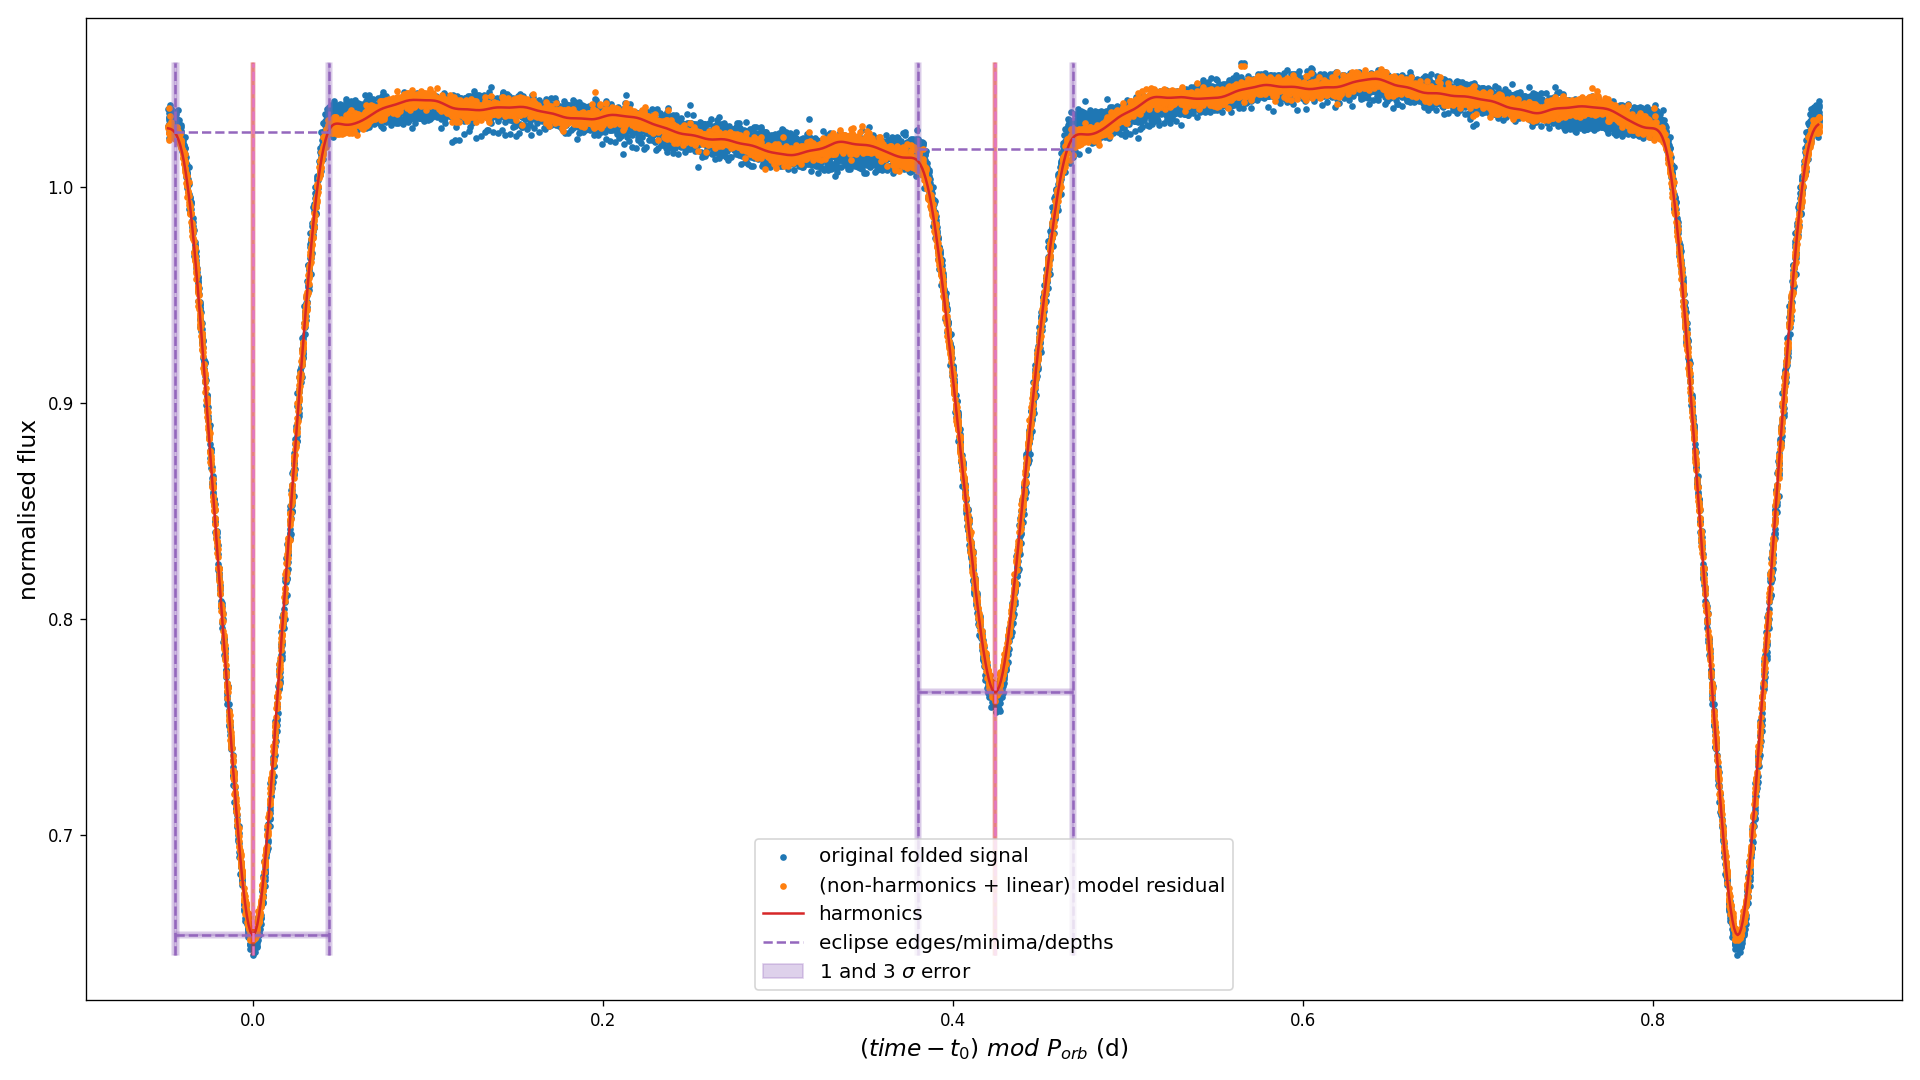 normalised flux
1.0
0.9
0.8
0.7
original folded signal
(non-harmonics + linear) model residual
harmonics
eclipse edges/minima/depths
1 and 3 σ error
0.0 0.2 0.4 0.6 0.8
(time − t₀) mod Pₒᵣb (d)